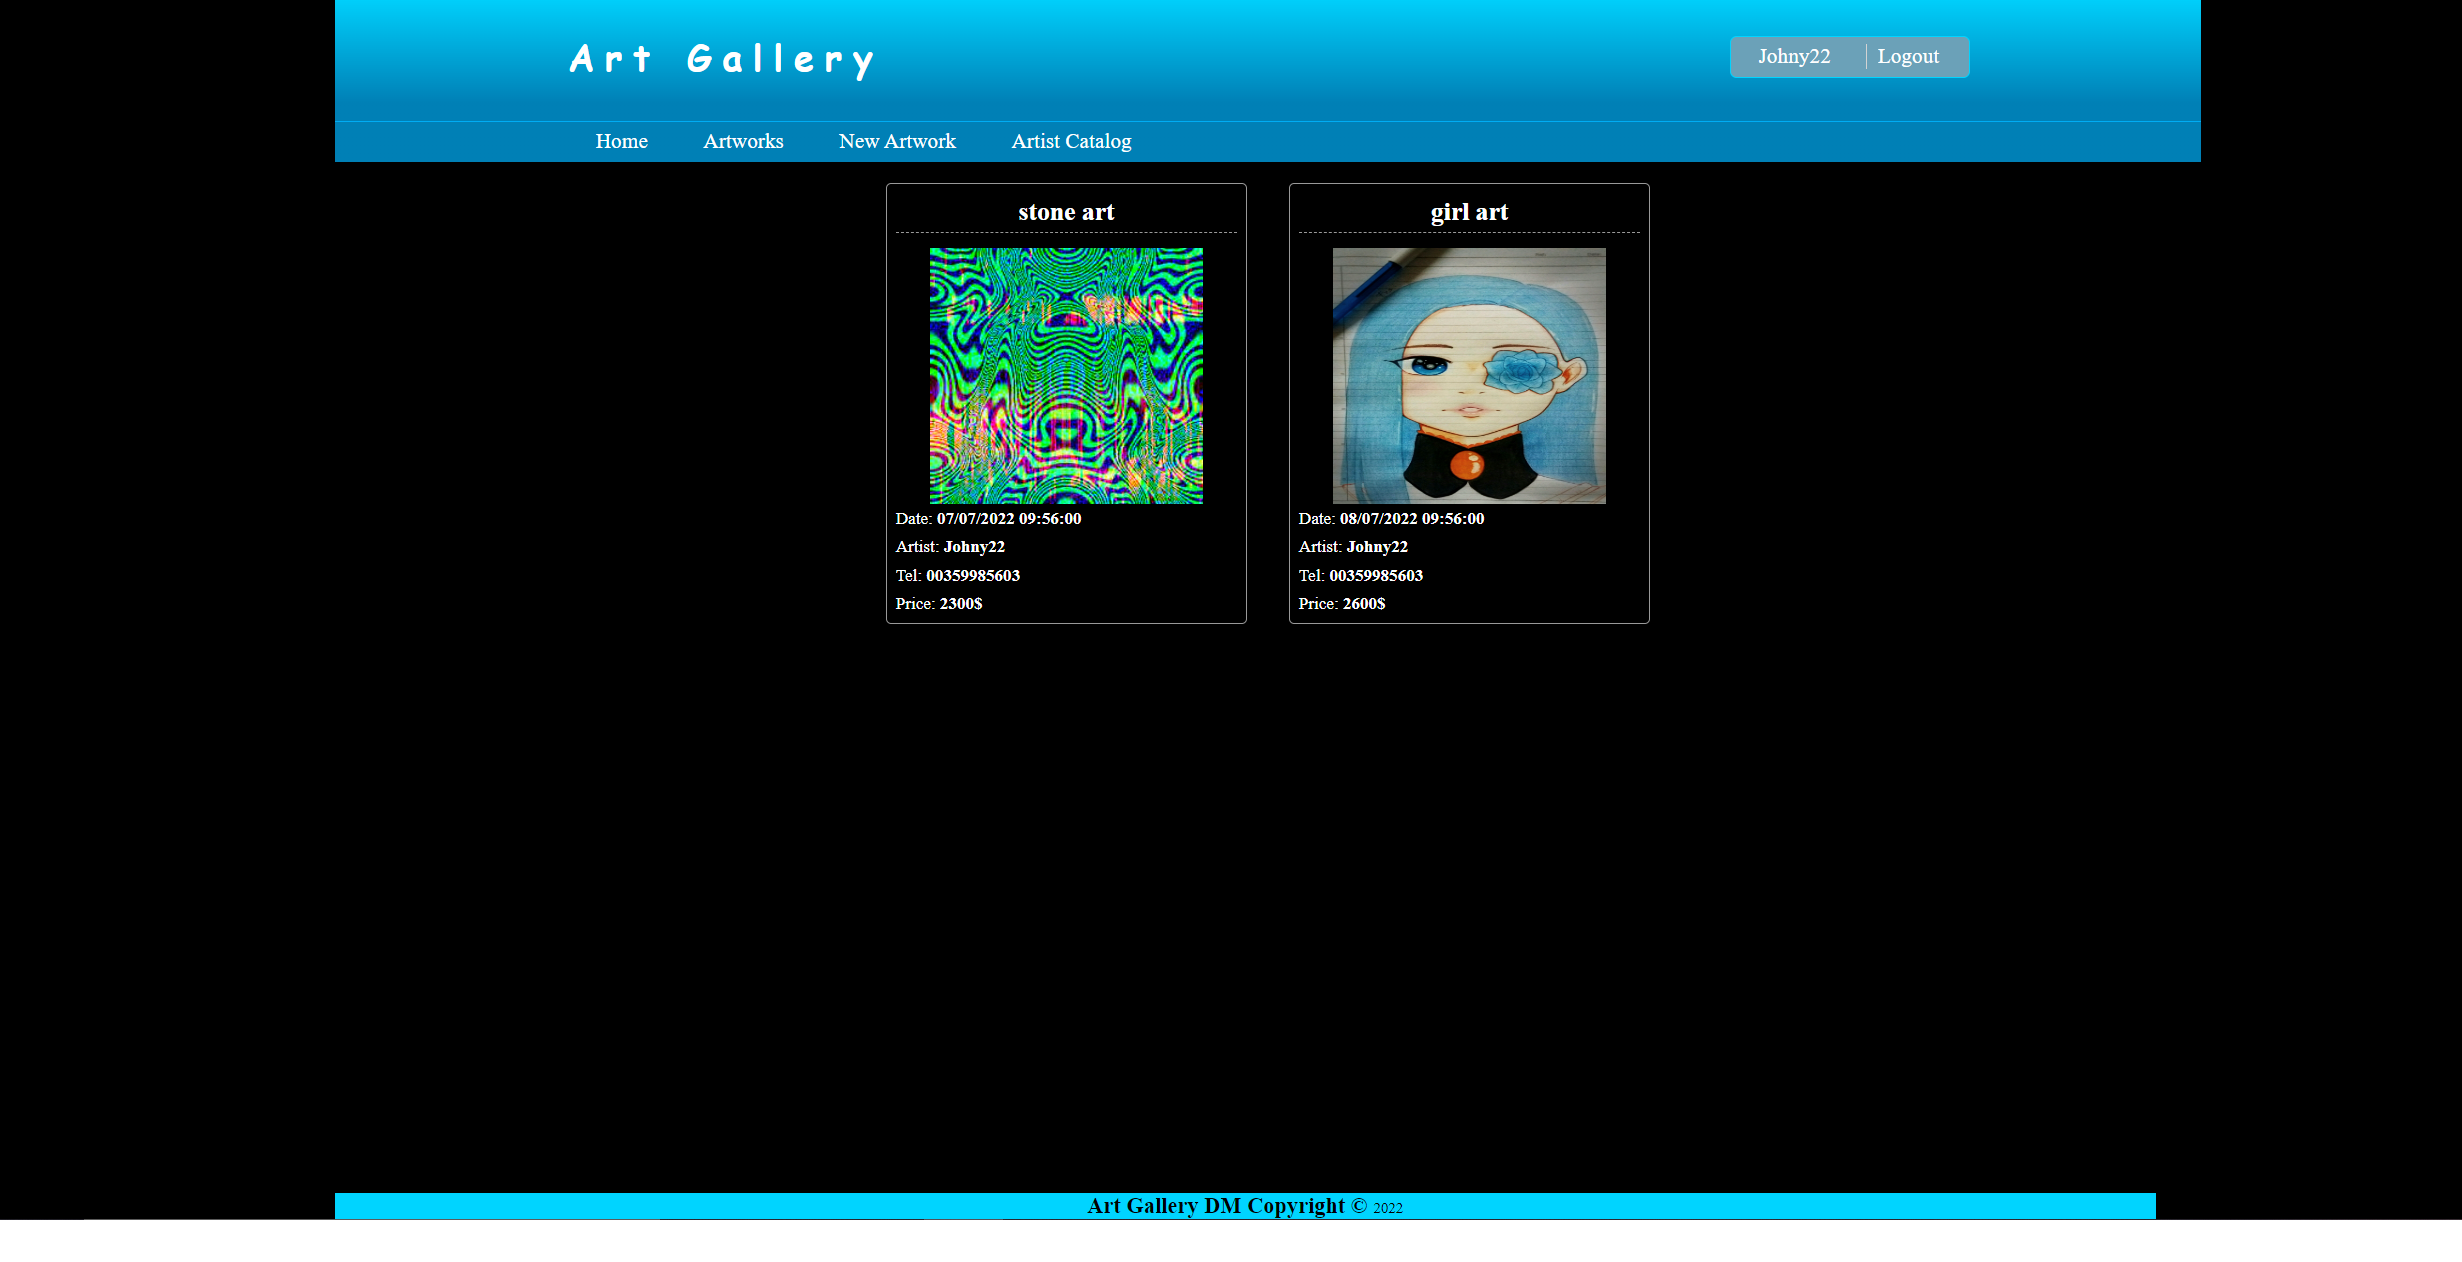 Art Gallery
Johny22 Logout
Home Artworks New Artwork Artist Catalog
stone art
Date: 07/07/2022 09:56:00
Artist: Johny22
Tel: 00359985603
Price: 2300$
girl art
Date: 08/07/2022 09:56:00
Artist: Johny22
Tel: 00359985603
Price: 2600$
Art Gallery DM Copyright © 2022